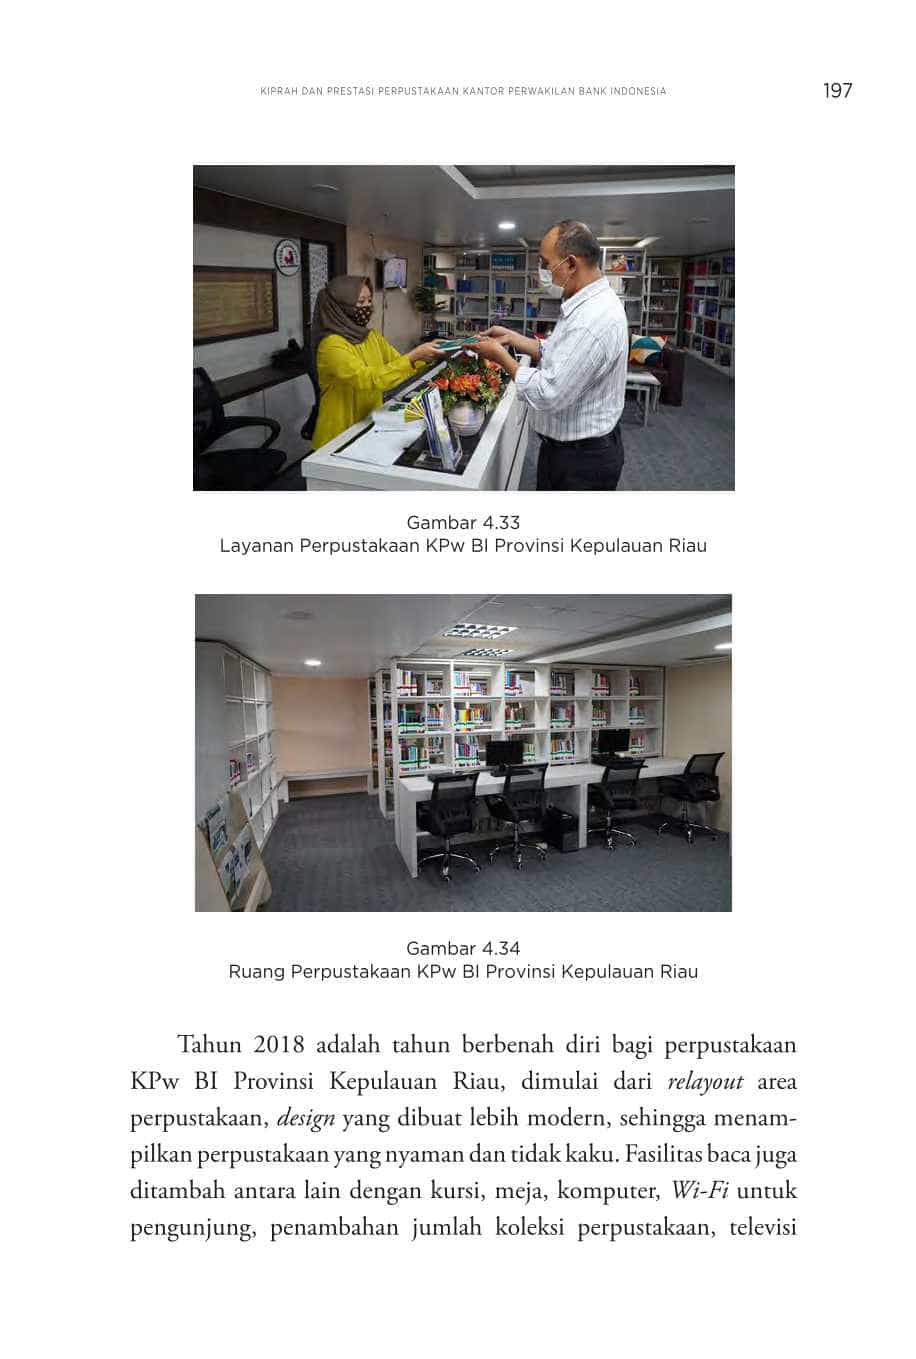 KIPRAH DAN PRESTASI PERPUSTAKAAN KANTOR PERWAKILAN BANK INDONESIA
197
Gambar 4.33
Layanan Perpustakaan KPw BI Provinsi Kepulauan Riau
Gambar 4.34
Ruang Perpustakaan KPw BI Provinsi Kepulauan Riau
Tahun 2018 adalah tahun berbenah diri bagi perpustakaan
KPw BI Provinsi Kepulauan Riau, dimulai dari relayout area
perpustakaan, design yang dibuat lebih modern, sehingga menam-
pilkan perpustakaan yang nyaman dan tidak kaku. Fasilitas baca juga
ditambah antara lain dengan kursi, meja, komputer, Wi-Fi untuk
pengunjung, penambahan jumlah koleksi perpustakaan, televisi